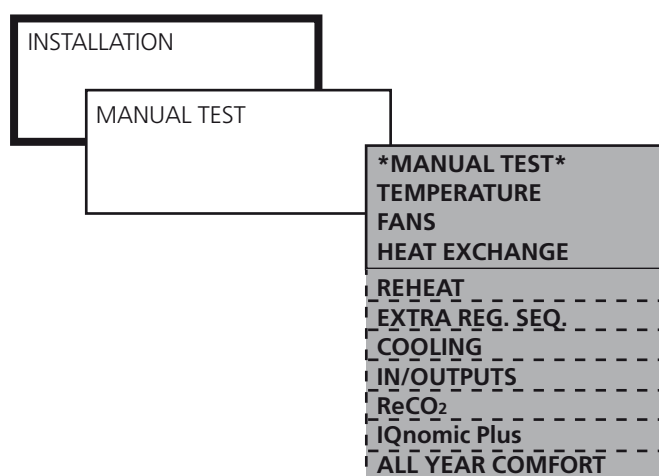 INSTALLATION
MANUAL TEST
*MANUAL TEST*
TEMPERATURE
FANS
HEAT EXCHANGE
REHEAT
EXTRA REG. SEQ.
COOLING
IN/OUTPUTS
ReCO₂
IQnomic Plus
ALL YEAR COMFORT